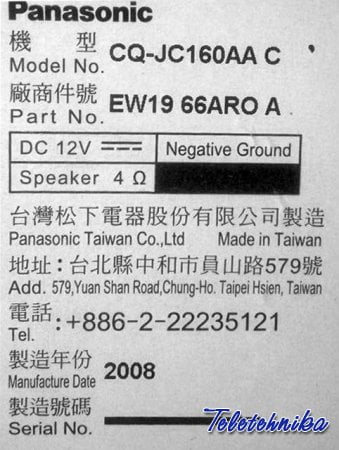 Panasonic
機 型
Model No. CQ-JC160AA C
廠商件號
Part No. EW19 66ARO A
DC 12V Negative Ground
Speaker 4 Ω
台灣松下電器股份有限公司製造
Panasonic Taiwan Co.,Ltd Made in Taiwan
地址：台北縣中和市員山路579號
Add. 579,Yuan Shan Road,Chung-Ho. Taipei Hsien, Taiwan
電話:+886-2-22235121
Tel.
製造年份
Manufacture Date 2008
製造號碼
Serial No.
Teletehnika